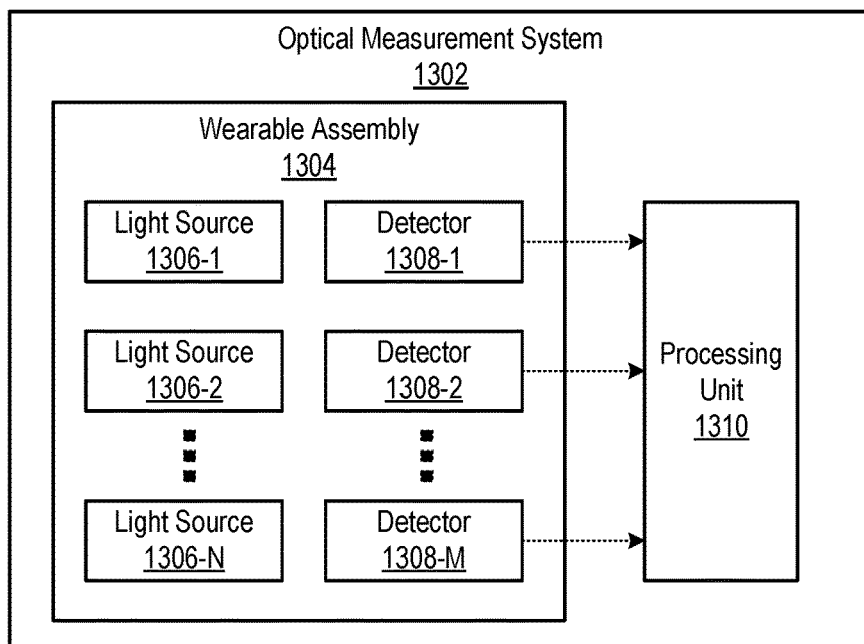 Optical Measurement System
1302
Wearable Assembly
1304
Light Source
1306-1
Detector
1308-1
Light Source
1306-2
Detector
1308-2
Processing
Unit
1310
Light Source
1306-N
Detector
1308-M